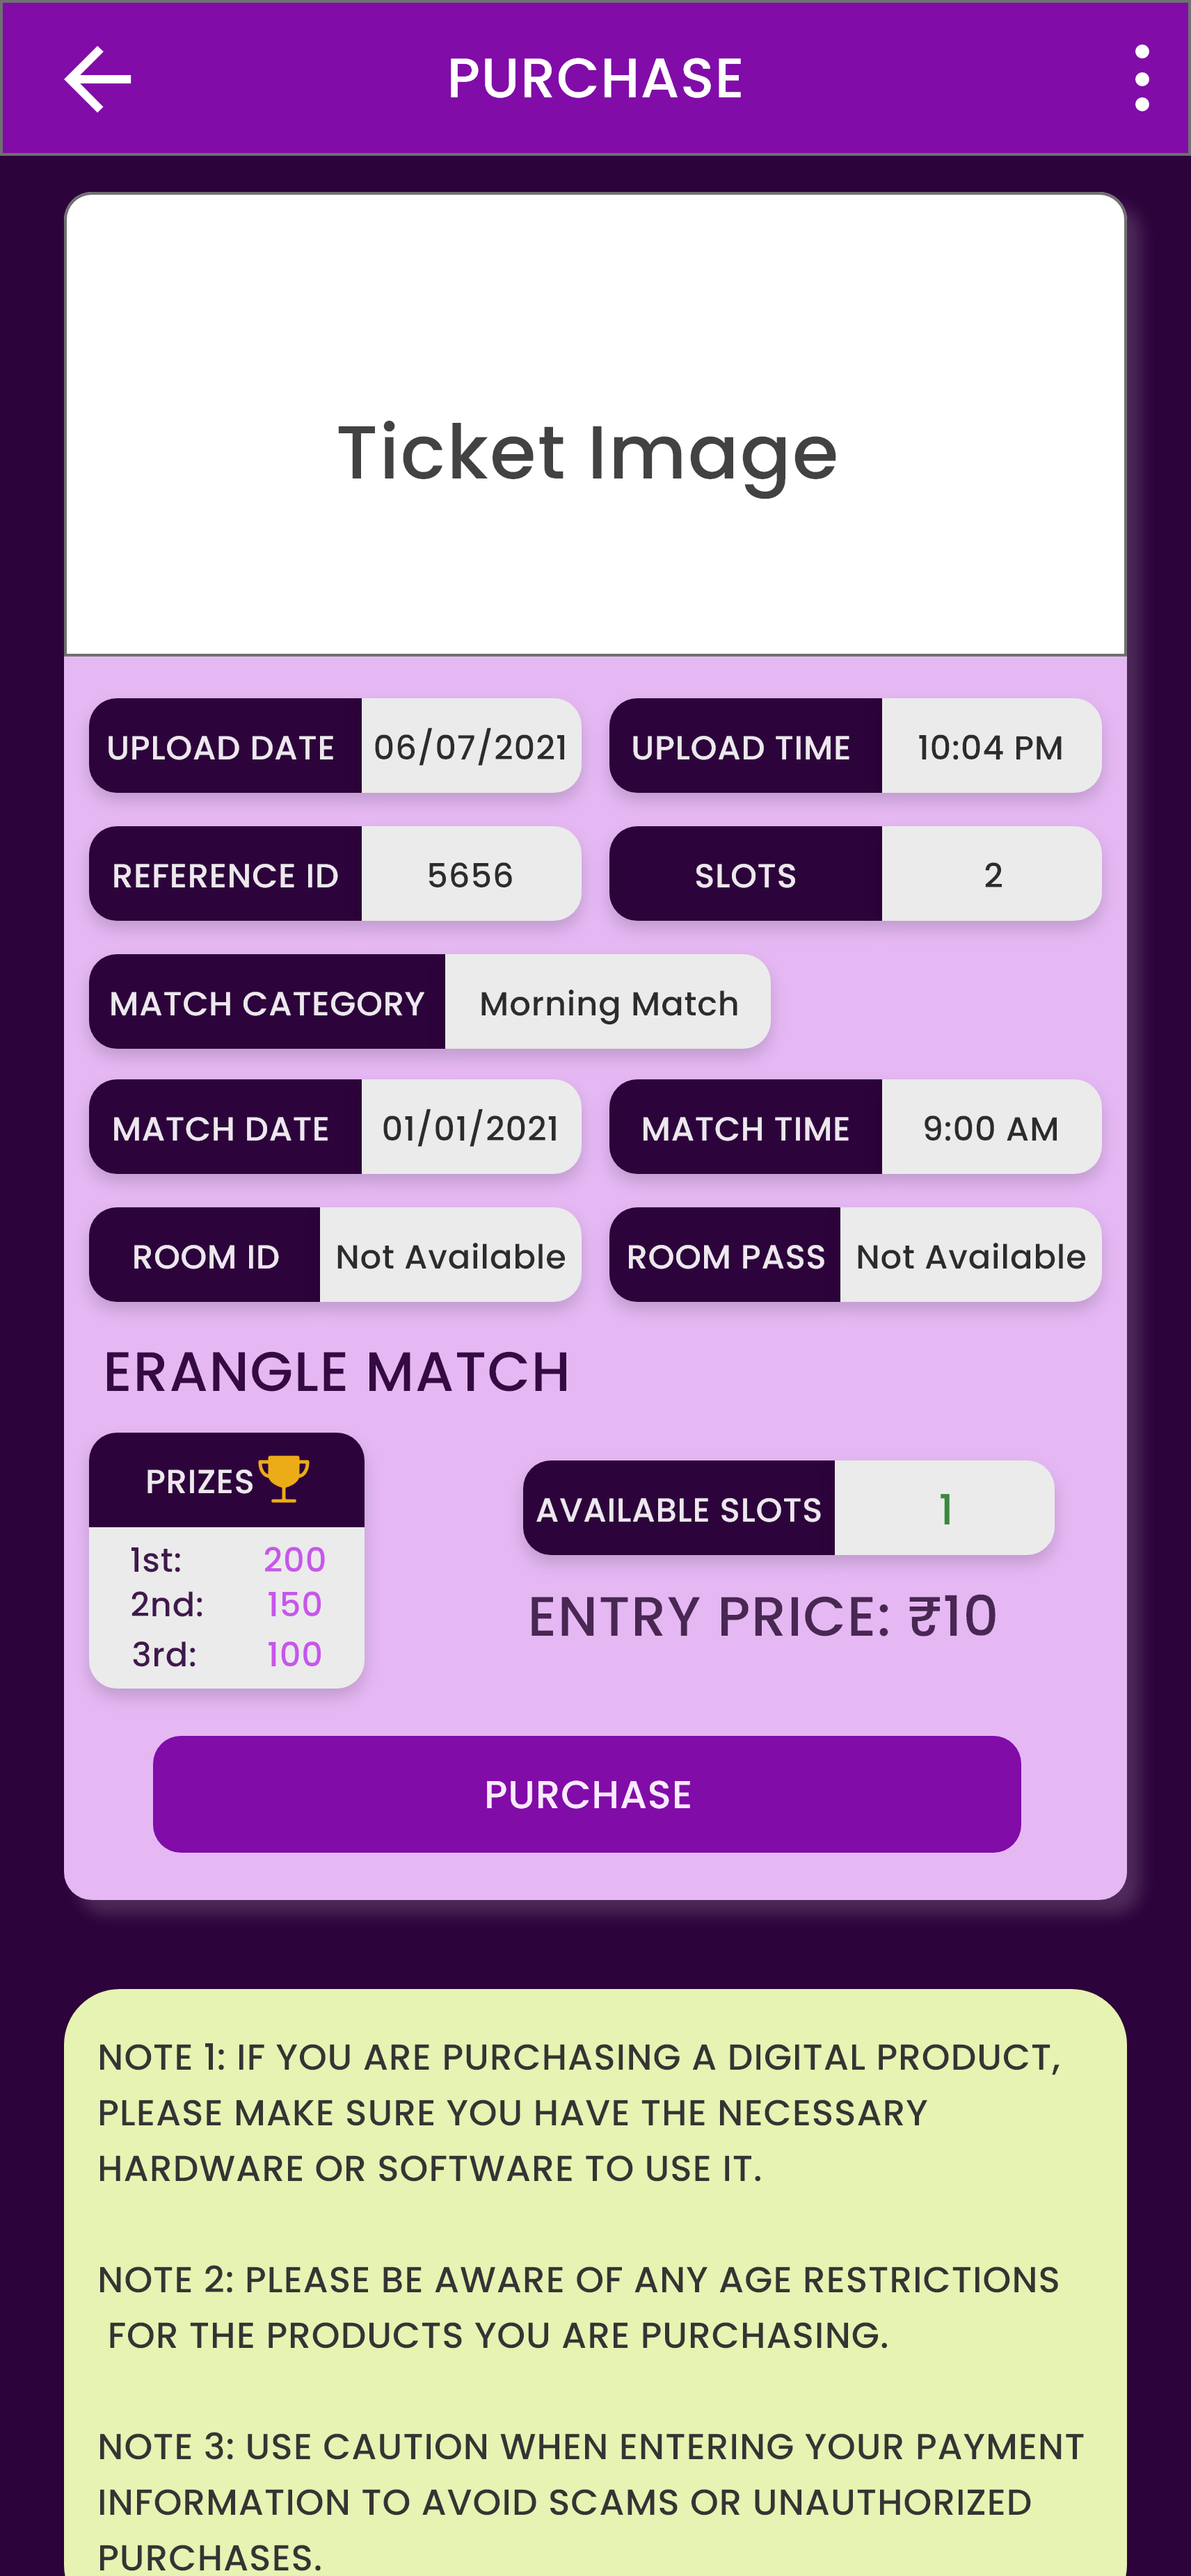 PURCHASE
Ticket Image
UPLOAD DATE 06/07/2021 UPLOAD TIME 10:04 PM
REFERENCE ID 5656 SLOTS 2
MATCH CATEGORY Morning Match
MATCH DATE 01/01/2021 MATCH TIME 9:00 AM
ROOM ID Not Available ROOM PASS Not Available
ERANGLE MATCH
PRIZES
1st: 200
2nd: 150
3rd: 100
AVAILABLE SLOTS 1
ENTRY PRICE: ₹10
PURCHASE
NOTE 1: IF YOU ARE PURCHASING A DIGITAL PRODUCT,
PLEASE MAKE SURE YOU HAVE THE NECESSARY
HARDWARE OR SOFTWARE TO USE IT.
NOTE 2: PLEASE BE AWARE OF ANY AGE RESTRICTIONS
FOR THE PRODUCTS YOU ARE PURCHASING.
NOTE 3: USE CAUTION WHEN ENTERING YOUR PAYMENT
INFORMATION TO AVOID SCAMS OR UNAUTHORIZED
PURCHASES.